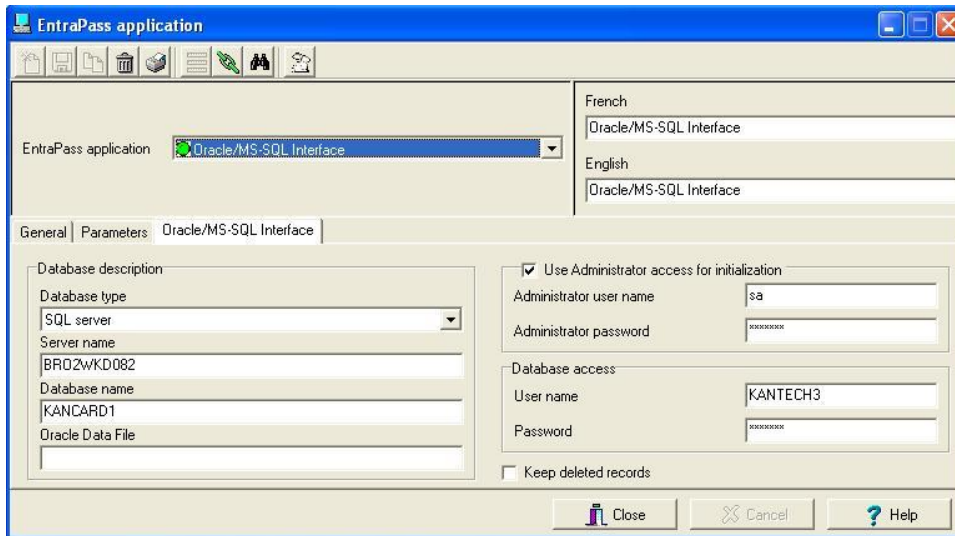 EntraPass application
French
Oracle/MS-SQL Interface
EntraPass application
Oracle/MS-SQL Interface
English
Oracle/MS-SQL Interface
General
Parameters
Oracle/MS-SQL Interface
Database description
Database type
SQL server
Server name
BRO2WKD082
Database name
KANCARD1
Oracle Data File
Use Administrator access for initialization
Administrator user name
sa
Administrator password
*******
Database access
User name
KANTECH3
Password
*******
Keep deleted records
Close
Cancel
? Help